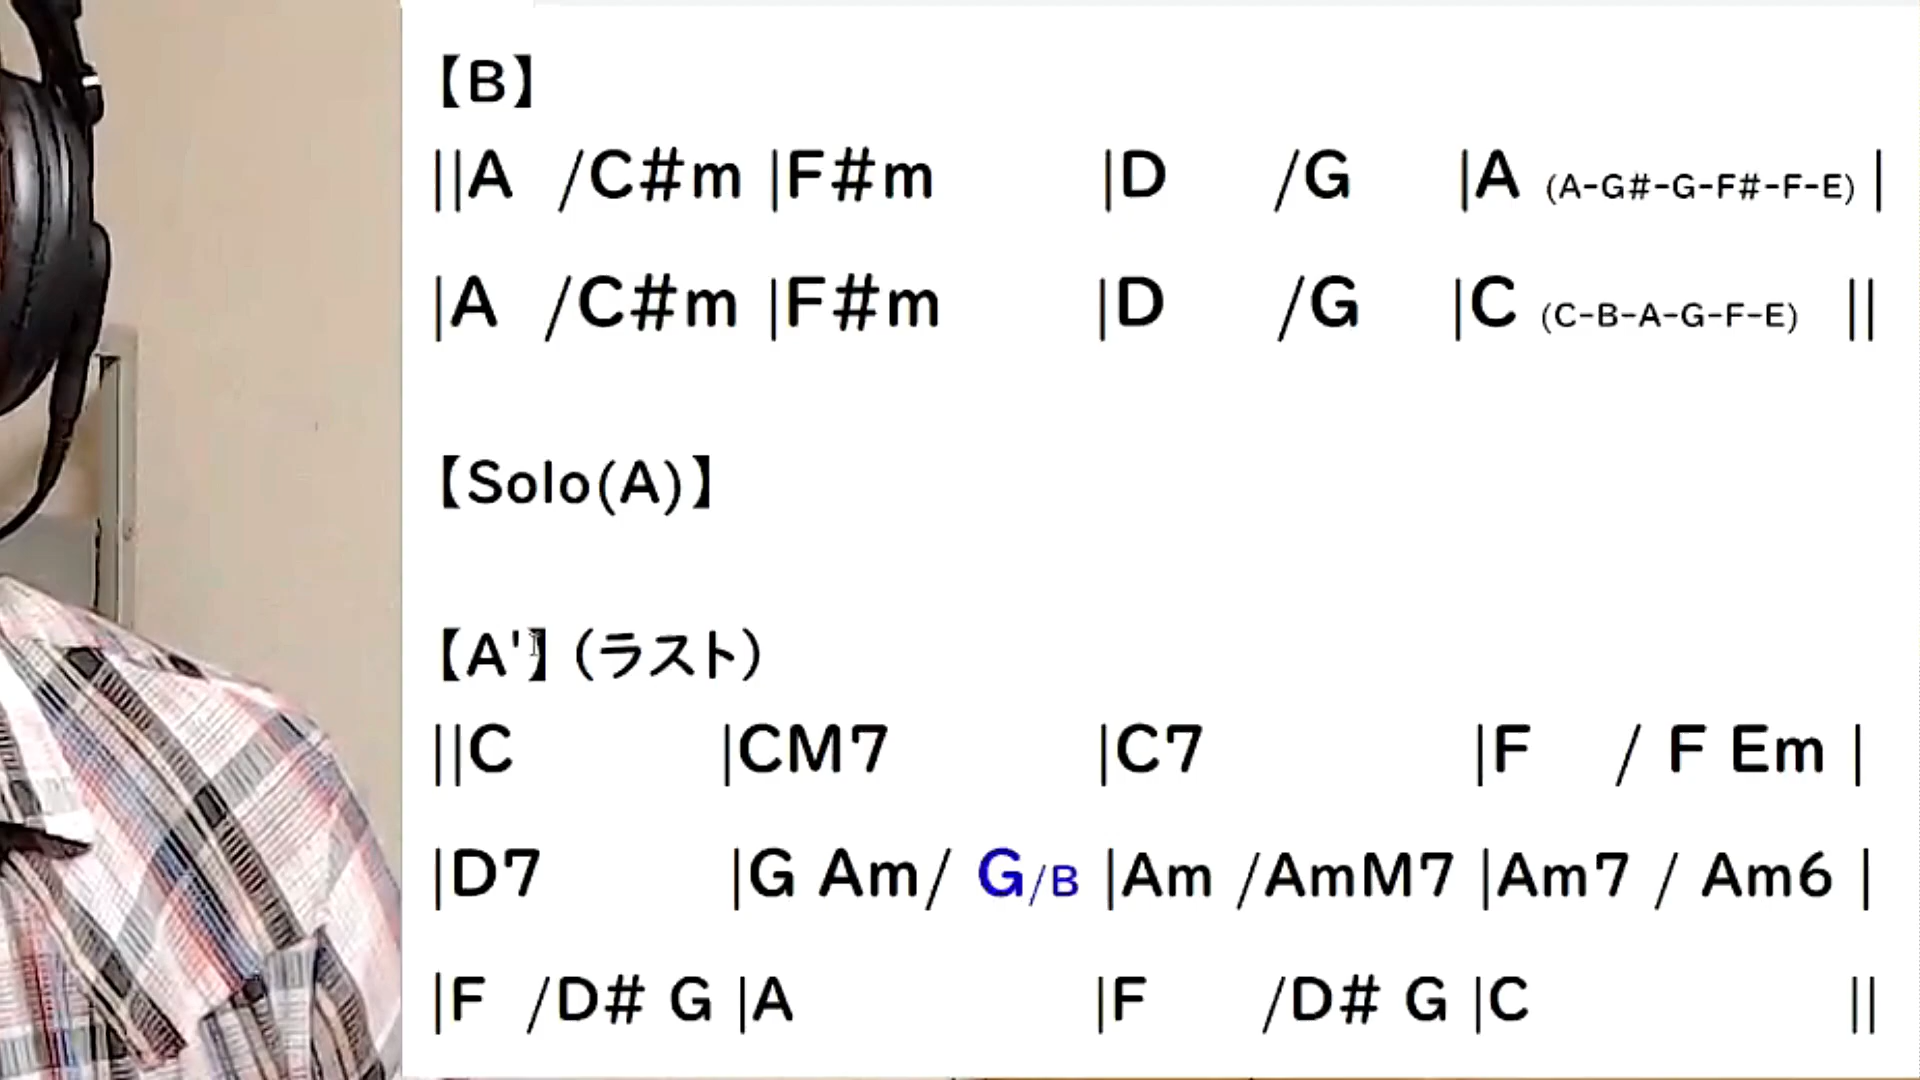 【B】
||A /C#m |F#m |D /G |A (A-G#-G-F#-F-E) |
|A /C#m |F#m |D /G |C (C-B-A-G-F-E) ||
【Solo(A)】
【A'】(ラスト)
||C |CM7 |C7 |F / F Em |
|D7 |G Am/ G/B |Am /AmM7 |Am7 / Am6 |
|F /D# G |A |F /D# G |C ||